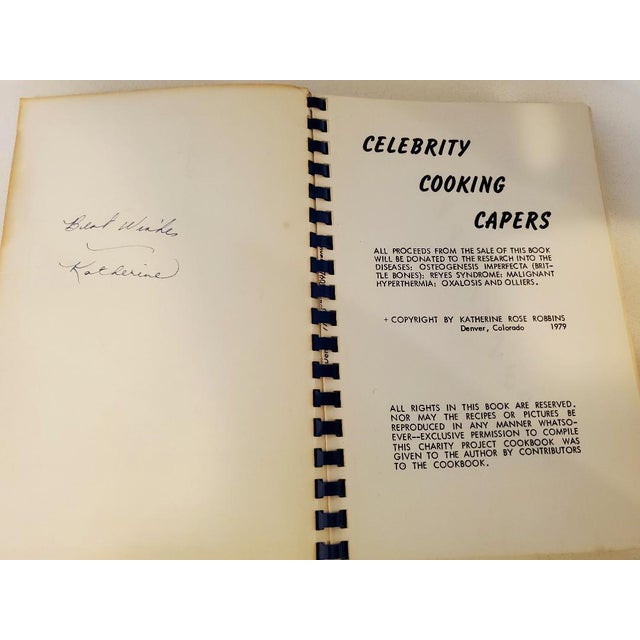 Best Wishes
Katherine
CELEBRITY
COOKING
CAPERS
ALL PROCEEDS FROM THE SALE OF THIS BOOK
WILL BE DONATED TO THE RESEARCH INTO THE
DISEASES; OSTEOGENESIS IMPERFECTA (BRIT-
TLE BONES); REYES SYNDROME; MALIGNANT
HYPERTHERMIA; OXALOSIS AND OLLIERS.
+ COPYRIGHT BY KATHERINE ROSE ROBBINS
Denver, Colorado 1979
ALL RIGHTS IN THIS BOOK ARE RESERVED.
NOR MAY THE RECIPES OR PICTURES BE
REPRODUCED IN ANY MANNER WHATSO-
EVER--EXCLUSIVE PERMISSION TO COMPILE
THIS CHARITY PROJECT COOKBOOK WAS
GIVEN TO THE AUTHOR BY CONTRIBUTORS
TO THE COOKBOOK.